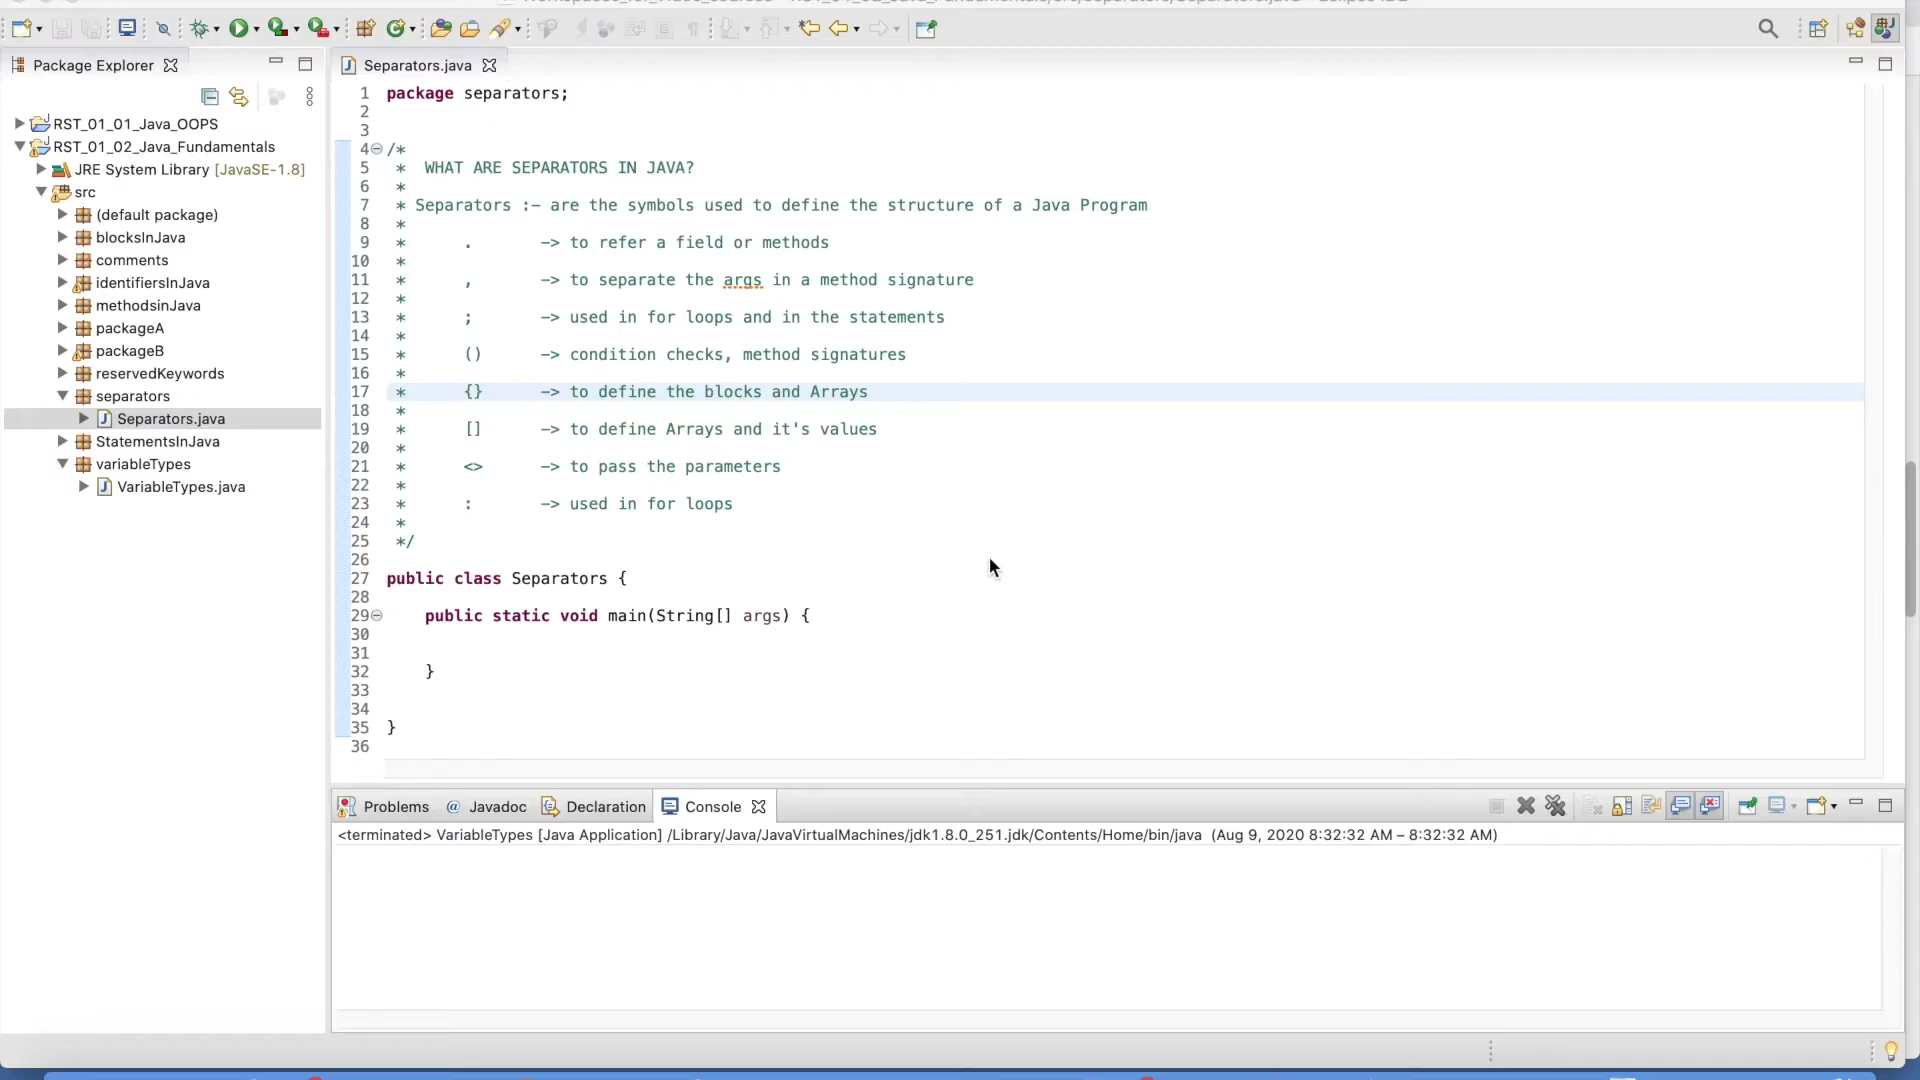 Package Explorer
Separators.java
RST_01_01_Java_OOPS
RST_01_02_Java_Fundamentals
JRE System Library [JavaSE-1.8]
src
(default package)
blocksInJava
comments
identifiersInJava
methodsinJava
packageA
packageB
reservedKeywords
separators
Separators.java
StatementsInJava
variableTypes
VariableTypes.java
1 package separators;
2
3
4 /*
5 * WHAT ARE SEPARATORS IN JAVA?
6 *
7 * Separators :- are the symbols used to define the structure of a Java Program
8 *
9 * . -> to refer a field or methods
10 *
11 * , -> to separate the args in a method signature
12 *
13 * ; -> used in for loops and in the statements
14 *
15 * () -> condition checks, method signatures
16 *
17 * {} -> to define the blocks and Arrays
18 *
19 * [] -> to define Arrays and it's values
20 *
21 * <> -> to pass the parameters
22 *
23 * : -> used in for loops
24 *
25 */
26
27 public class Separators {
28
29 public static void main(String[] args) {
30
31
32 }
33
34
35 }
36
Problems @ Javadoc Declaration Console
<terminated> VariableTypes [Java Application] /Library/Java/JavaVirtualMachines/jdk1.8.0_251.jdk/Contents/Home/bin/java (Aug 9, 2020 8:32:32 AM – 8:32:32 AM)